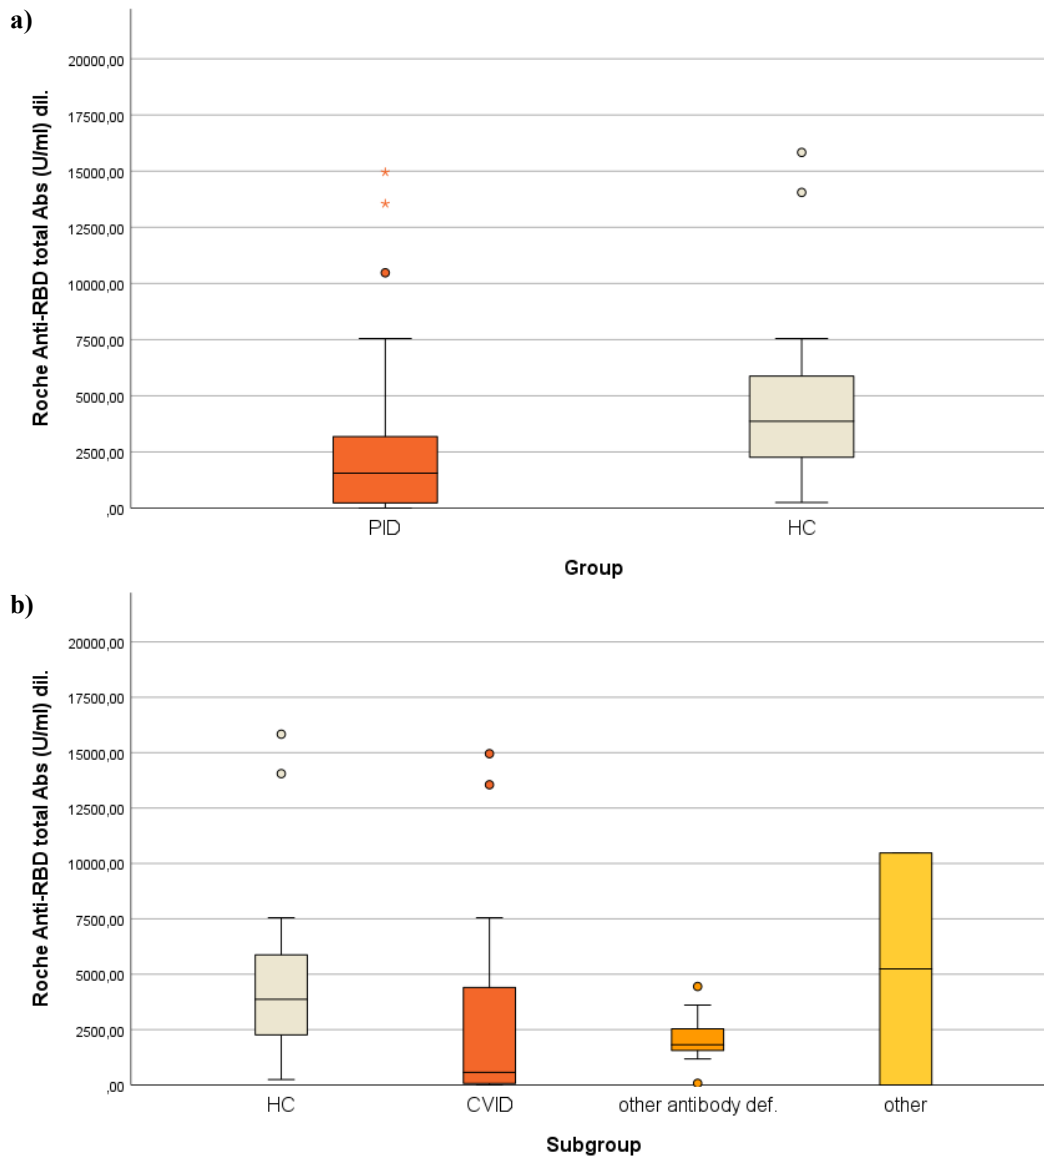 a)
Roche Anti-RBD total Abs (U/ml) dil.
20000,00
17500,00
15000,00
12500,00
10000,00
7500,00
5000,00
2500,00
,00
PID HC
Group
b)
Roche Anti-RBD total Abs (U/ml) dil.
20000,00
17500,00
15000,00
12500,00
10000,00
7500,00
5000,00
2500,00
,00
HC CVID other antibody def. other
Subgroup